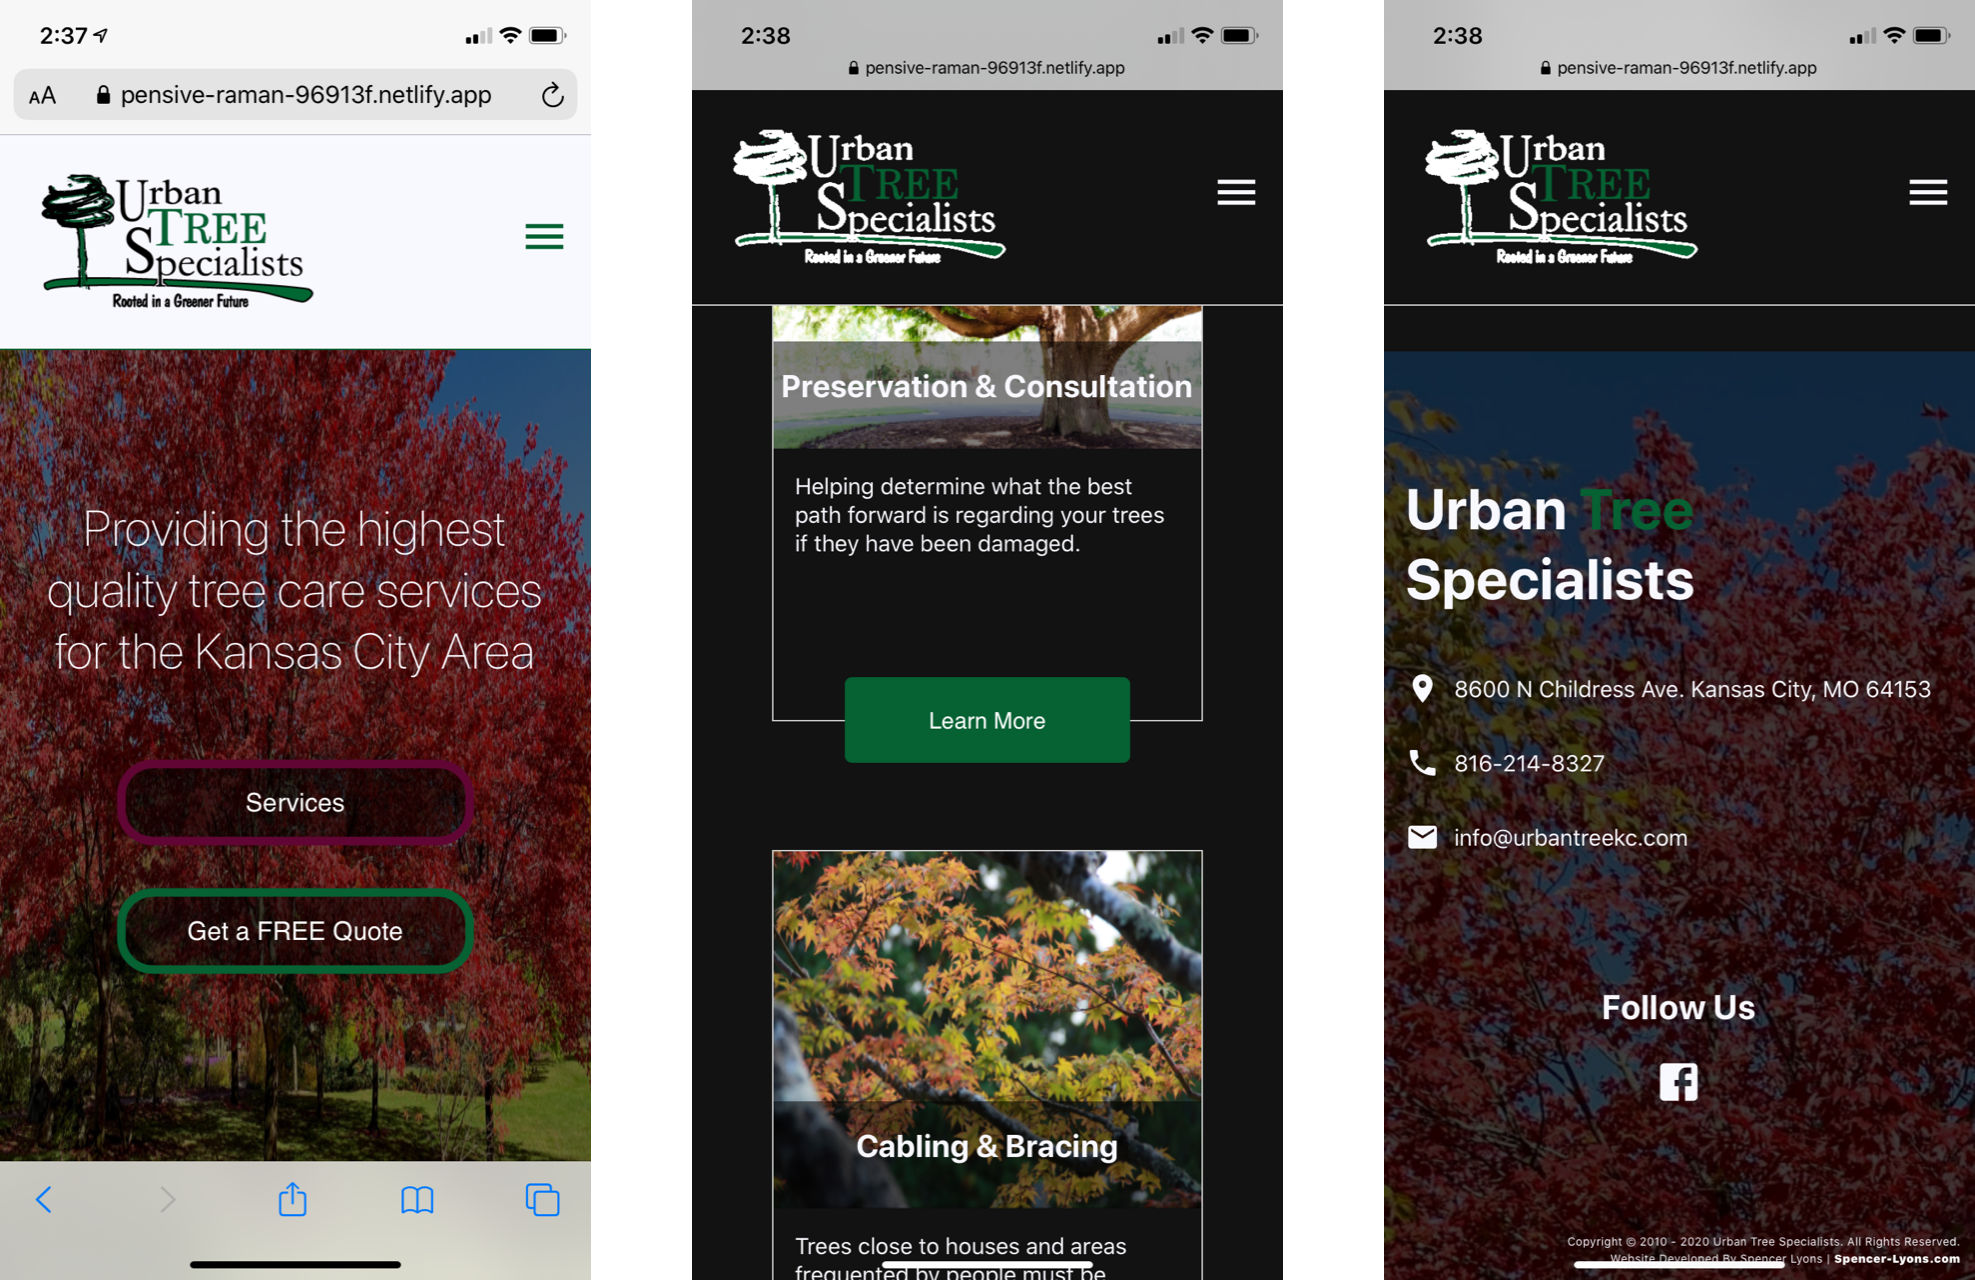 2:37
AA pensive-raman-96913f.netlify.app
Urban
TREE
Specialists
Rooted in a Greener Future
Providing the highest
quality tree care services
for the Kansas City Area
Services
Get a FREE Quote
2:38
pensive-raman-96913f.netlify.app
Urban
TREE
Specialists
Rooted in a Greener Future
Preservation & Consultation
Helping determine what the best
path forward is regarding your trees
if they have been damaged.
Learn More
Cabling & Bracing
Trees close to houses and areas
frequented by people must be
2:38
pensive-raman-96913f.netlify.app
Urban
TREE
Specialists
Rooted in a Greener Future
Urban Tree
Specialists
8600 N Childress Ave. Kansas City, MO 64153
816-214-8327
info@urbantreekc.com
Follow Us
Copyright © 2010 - 2020 Urban Tree Specialists. All Rights Reserved.
Website Developed By Spencer Lyons | Spencer-Lyons.com